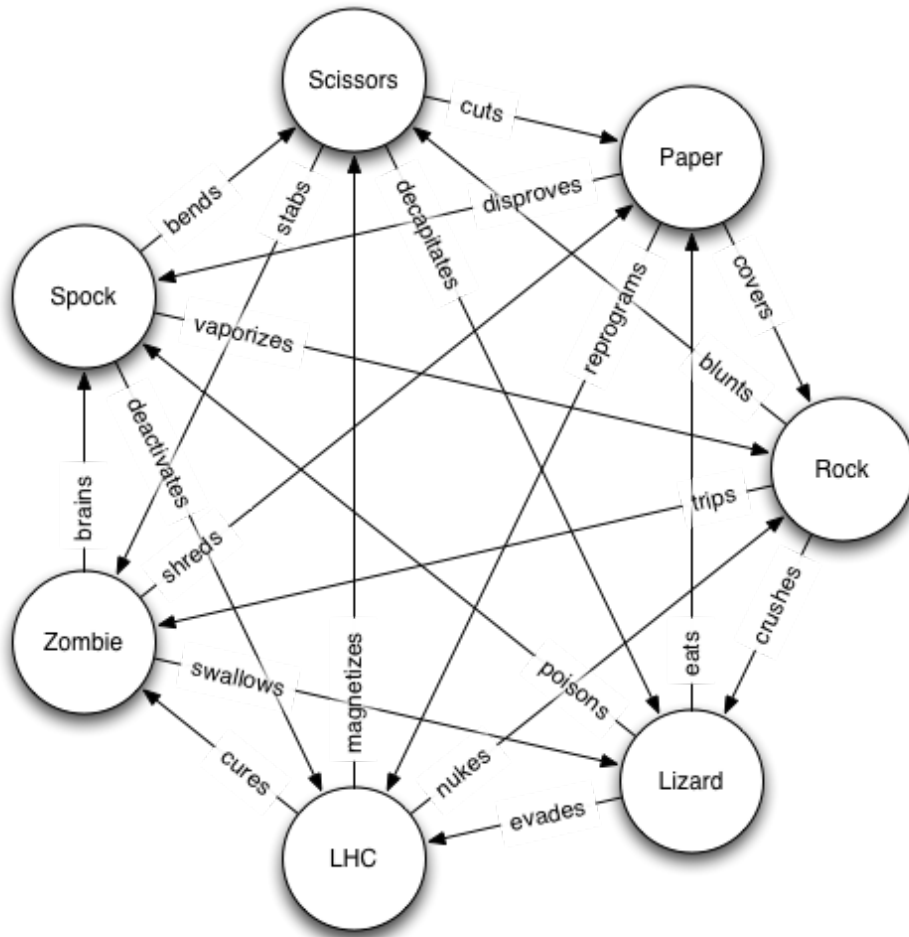 Scissors
cuts
Paper
bends
stabs
decapitates
disproves
Spock
vaporizes
reprograms
covers
blunts
deactivates
brains
shreds
trips
Rock
Zombie
swallows
magnetizes
poisons
eats
crushes
cures
nukes
evades
Lizard
LHC